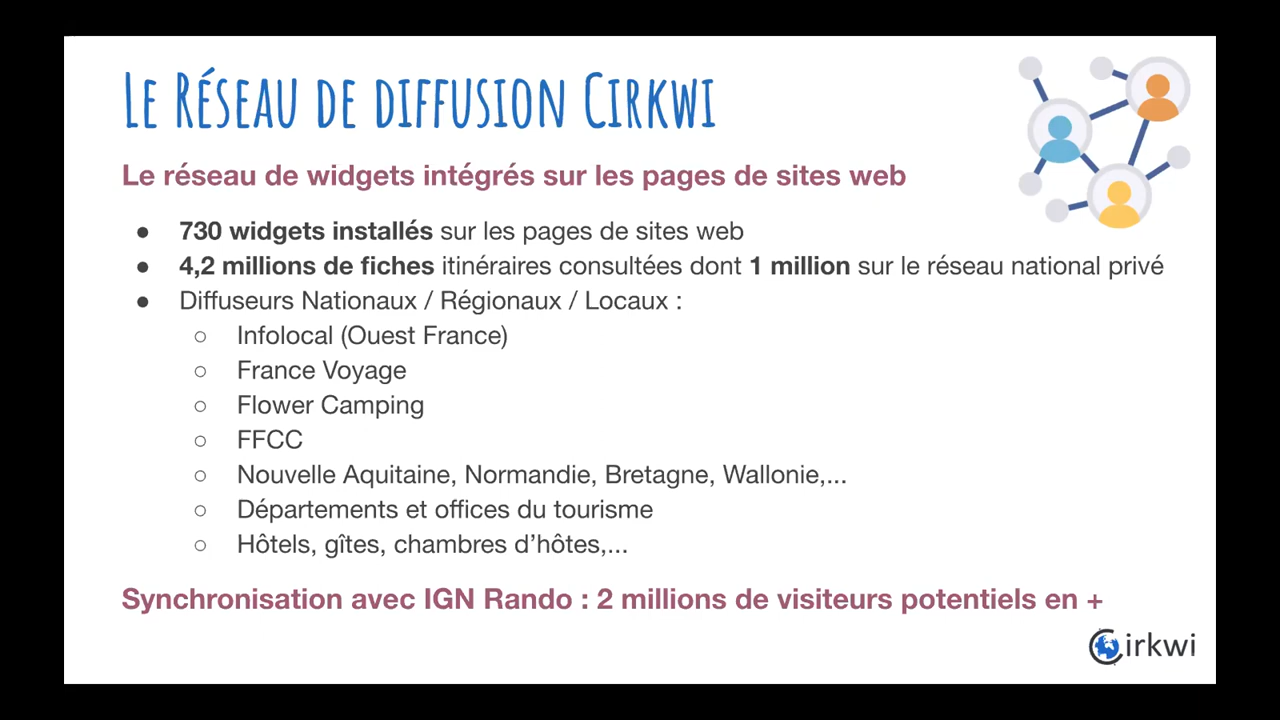 Le Réseau de diffusion Cirkwi
Le réseau de widgets intégrés sur les pages de sites web
● 730 widgets installés sur les pages de sites web
● 4,2 millions de fiches itinéraires consultées dont 1 million sur le réseau national privé
● Diffuseurs Nationaux / Régionaux / Locaux :
○ Infolocal (Ouest France)
○ France Voyage
○ Flower Camping
○ FFCC
○ Nouvelle Aquitaine, Normandie, Bretagne, Wallonie,...
○ Départements et offices du tourisme
○ Hôtels, gîtes, chambres d’hôtes,...
Synchronisation avec IGN Rando : 2 millions de visiteurs potentiels en +
Cirkwi